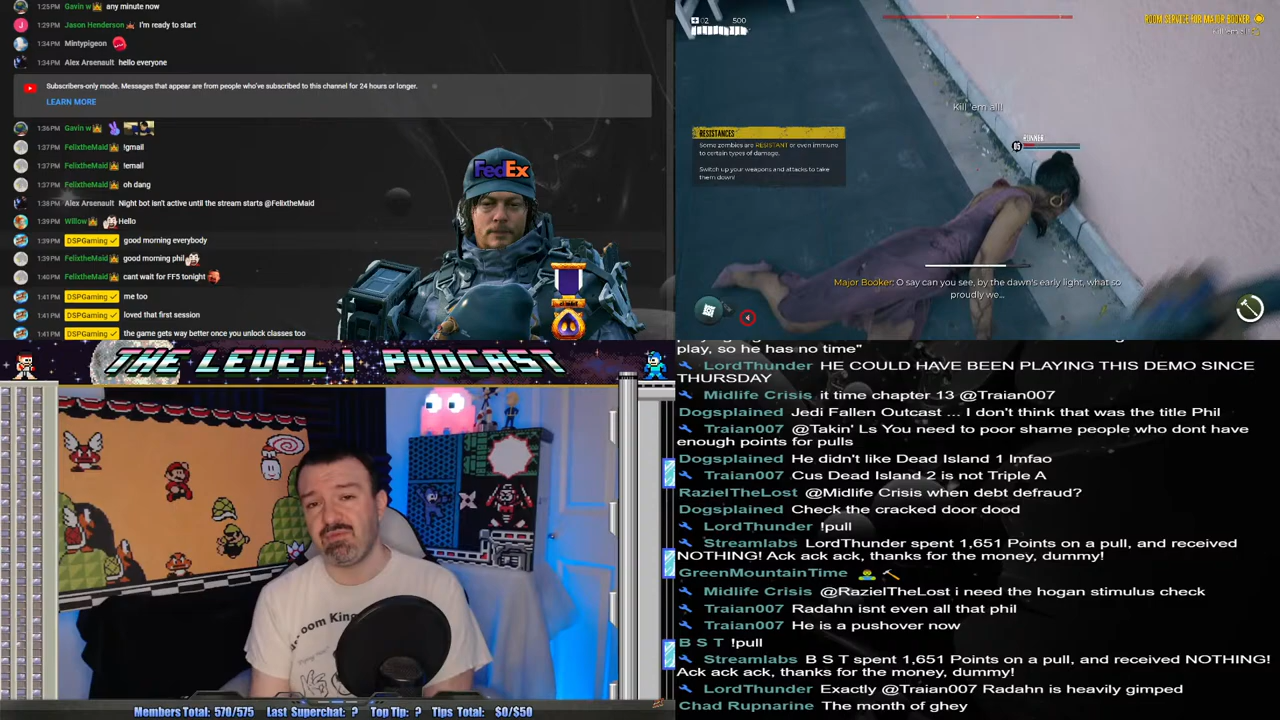 1:25PM Gavin w any minute now
1:29PM Jason Henderson I'm ready to start
1:34PM Mintypigeon
1:34PM Alex Arsenault hello everyone
Subscribers-only mode. Messages that appear are from people who've subscribed to this channel for 24 hours or longer.
LEARN MORE
1:36PM Gavin w
1:37PM FelixtheMaid !gmail
1:37PM FelixtheMaid !email
1:37PM FelixtheMaid oh dang
1:38PM Alex Arsenault Night bot isn't active until the stream starts @FelixtheMaid
1:39PM Willow Hello
1:39PM DSPGaming good morning everybody
1:39PM FelixtheMaid good morning phil
1:40PM FelixtheMaid cant wait for FF5 tonight
1:41PM DSPGaming me too
1:41PM DSPGaming loved that first session
1:41PM DSPGaming the game gets way better once you unlock classes too
FedEx
02 500
ROOM SERVICE FOR MAJOR BOOKER
Kill 'em all!
Kill 'em all!
RESISTANCES
Some zombies are RESISTANT or even immune
to certain types of damage.
Switch up your weapons and attacks to take
them down!
05 RUNNER
Major Booker: O say can you see, by the dawn's early light, what so
proudly we...
THE LEVEL 1 PODCAST
play, so he has no time"
LordThunder HE COULD HAVE BEEN PLAYING THIS DEMO SINCE
THURSDAY
Midlife Crisis it time chapter 13 @Traian007
Dogsplained Jedi Fallen Outcast ... I don't think that was the title Phil
Traian007 @Takin' Ls You need to poor shame people who dont have
enough points for pulls
Dogsplained He didn't like Dead Island 1 lmfao
Traian007 Cus Dead Island 2 is not Triple A
RazielTheLost @Midlife Crisis when debt defraud?
Dogsplained Check the cracked door dood
LordThunder !pull
Streamlabs LordThunder spent 1,651 Points on a pull, and received
NOTHING! Ack ack ack, thanks for the money, dummy!
GreenMountainTime
Midlife Crisis @RazielTheLost i need the hogan stimulus check
Traian007 Radahn isnt even all that phil
Traian007 He is a pushover now
B S T !pull
Streamlabs B S T spent 1,651 Points on a pull, and received NOTHING!
Ack ack ack, thanks for the money, dummy!
LordThunder Exactly @Traian007 Radahn is heavily gimped
Chad Rupnarine The month of ghey
Members Total: 570/575 Last Superchat: ? Top Tip: ? Tips Total: $0/$50